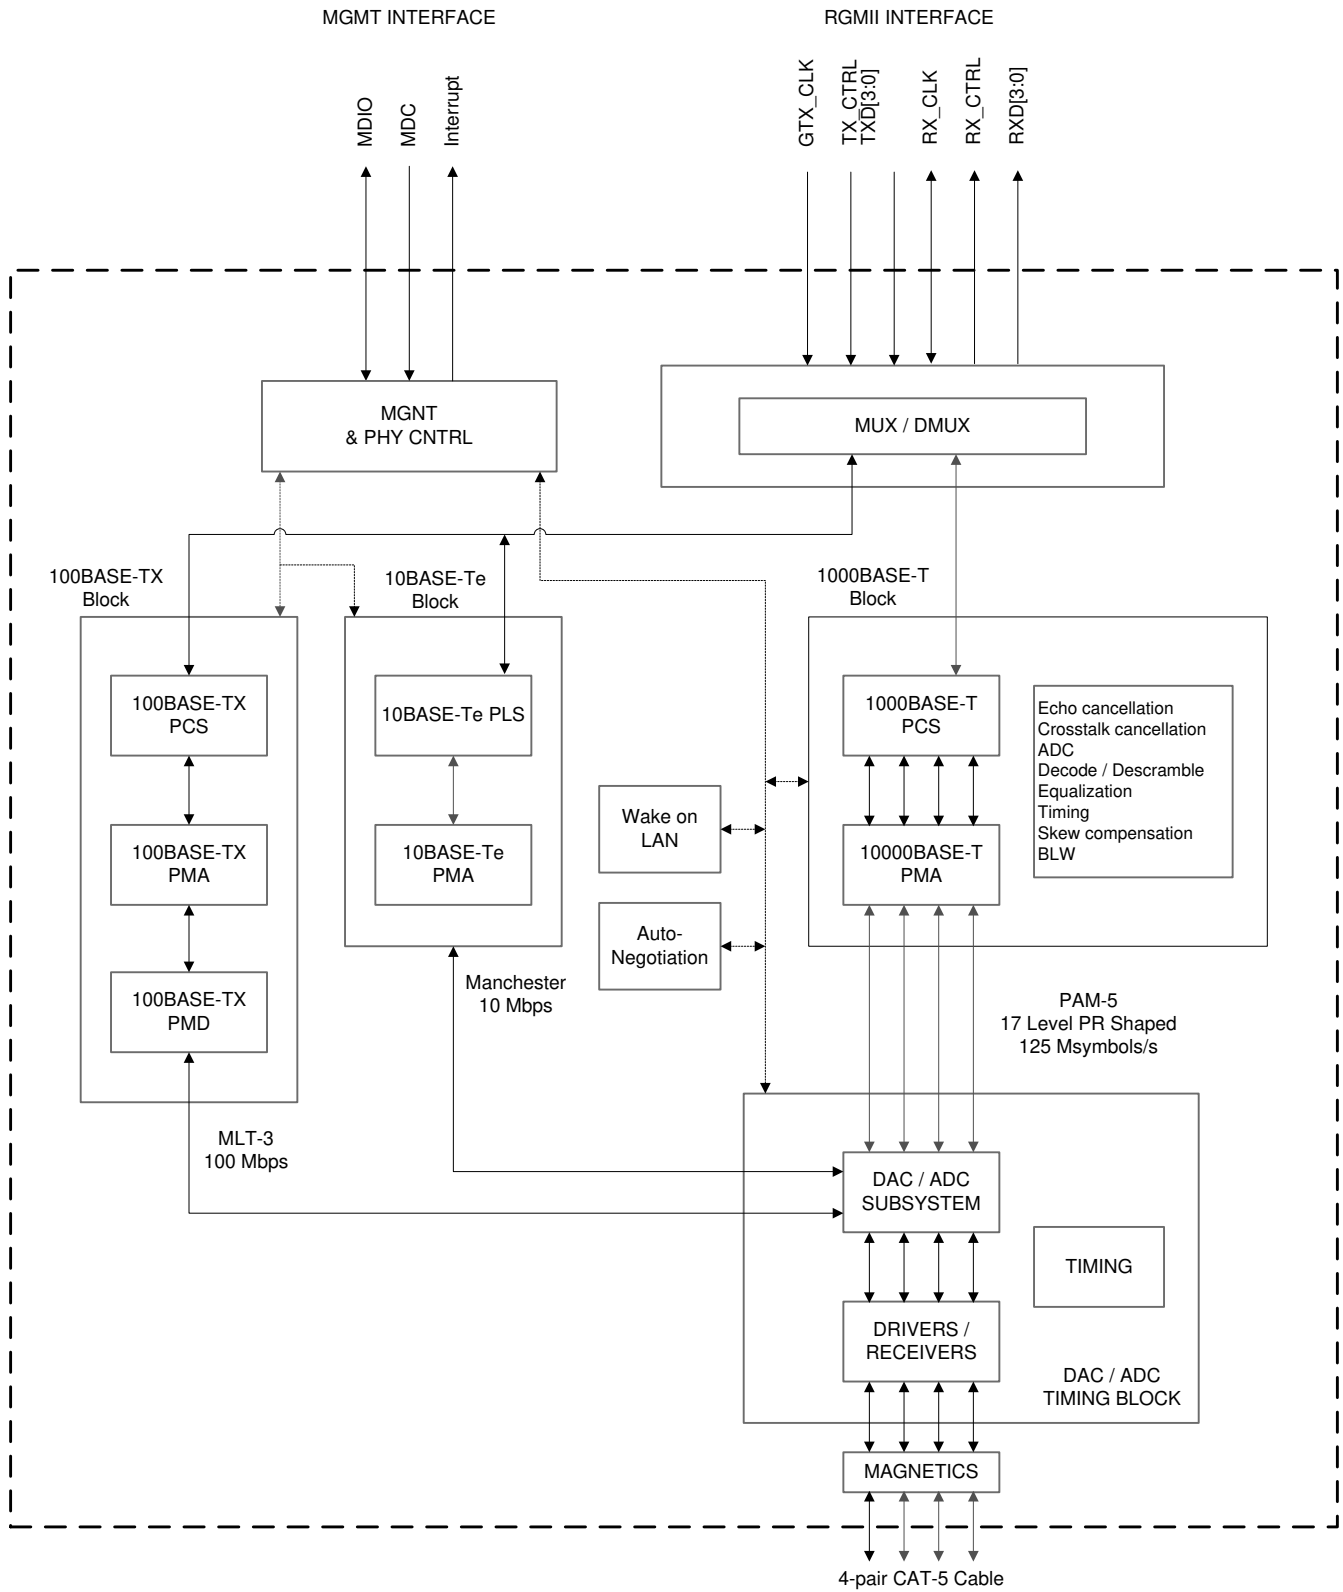 MGMT INTERFACE
RGMII INTERFACE
MDIO
MDC
Interrupt
GTX_CLK
TX_CTRL
TXD[3:0]
RX_CLK
RX_CTRL
RXD[3:0]
MGNT
& PHY CNTRL
MUX / DMUX
100BASE-TX
Block
10BASE-Te
Block
1000BASE-T
Block
100BASE-TX
PCS
10BASE-Te PLS
1000BASE-T
PCS
Echo cancellation
Crosstalk cancellation
ADC
Decode / Descramble
Equalization
Timing
Skew compensation
BLW
100BASE-TX
PMA
10BASE-Te
PMA
Wake on
LAN
10000BASE-T
PMA
Auto-
Negotiation
100BASE-TX
PMD
Manchester
10 Mbps
PAM-5
17 Level PR Shaped
125 Msymbols/s
MLT-3
100 Mbps
DAC / ADC
SUBSYSTEM
TIMING
DRIVERS /
RECEIVERS
DAC / ADC
TIMING BLOCK
MAGNETICS
4-pair CAT-5 Cable